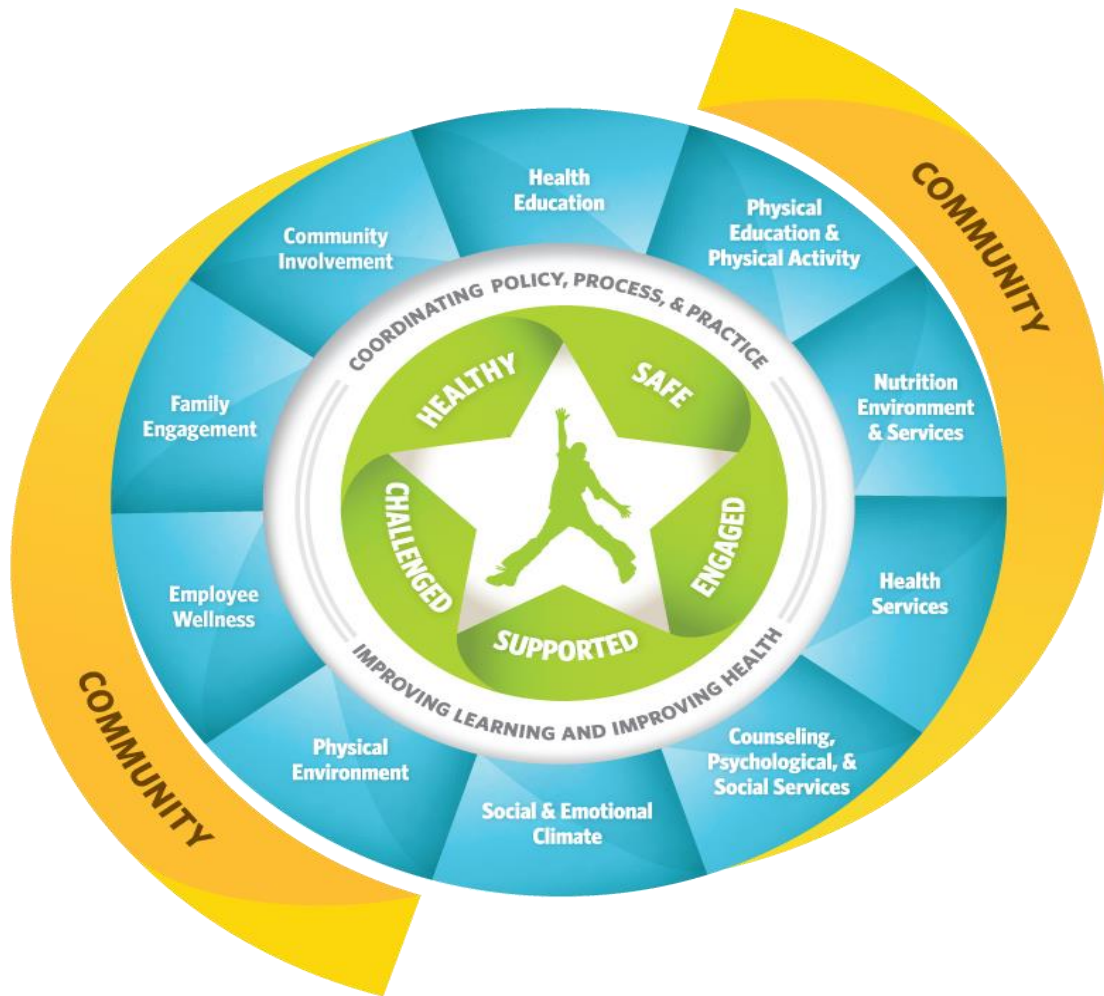 COMMUNITY
Health
Education
Physical
Education &
Physical Activity
Nutrition
Environment
& Services
Health
Services
Counseling,
Psychological, &
Social Services
Social & Emotional
Climate
Physical
Environment
Employee
Wellness
Family
Engagement
Community
Involvement
COORDINATING POLICY, PROCESS, & PRACTICE
IMPROVING LEARNING AND IMPROVING HEALTH
HEALTHY
SAFE
ENGAGED
SUPPORTED
CHALLENGED
COMMUNITY